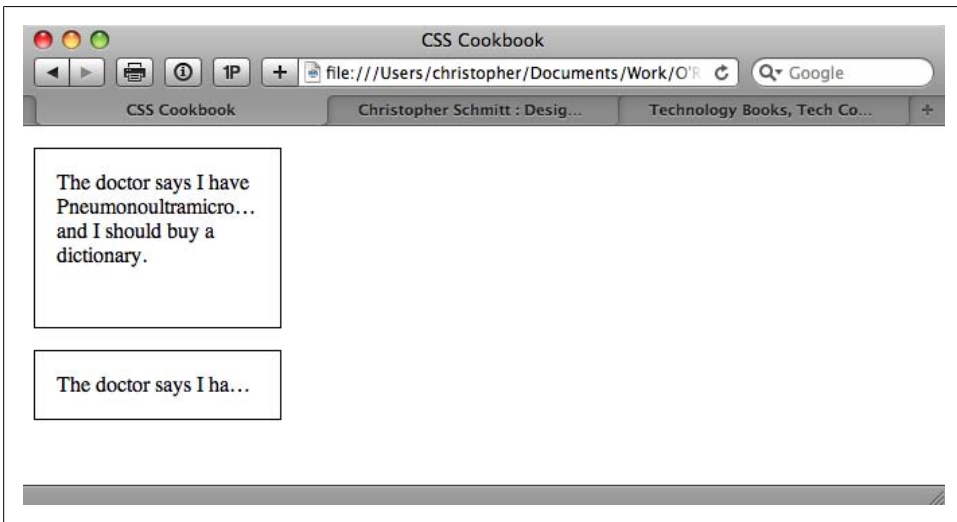 CSS Cookbook
1P + file:///Users/christopher/Documents/Work/O'R Google
CSS Cookbook Christopher Schmitt : Desig... Technology Books, Tech Co... +
The doctor says I have
Pneumonoultramicro…
and I should buy a
dictionary.
The doctor says I ha…